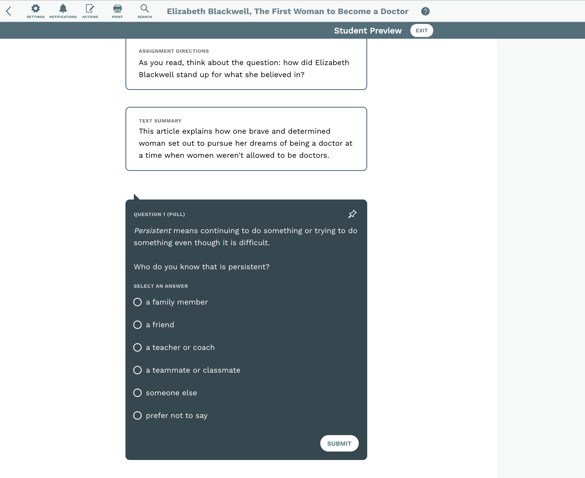 Elizabeth Blackwell, The First Woman to Become a Doctor
?
SETTINGS
NOTIFICATIONS
ACTIONS
PRINT
SEARCH
Student Preview
EXIT
ASSIGNMENT DIRECTIONS
As you read, think about the question: how did Elizabeth
Blackwell stand up for what she believed in?
TEXT SUMMARY
This article explains how one brave and determined
woman set out to pursue her dreams of being a doctor at
a time when women weren't allowed to be doctors.
QUESTION 1 (POLL)
Persistent means continuing to do something or trying to do
something even though it is difficult.
Who do you know that is persistent?
SELECT AN ANSWER
a family member
a friend
a teacher or coach
a teammate or classmate
someone else
prefer not to say
SUBMIT